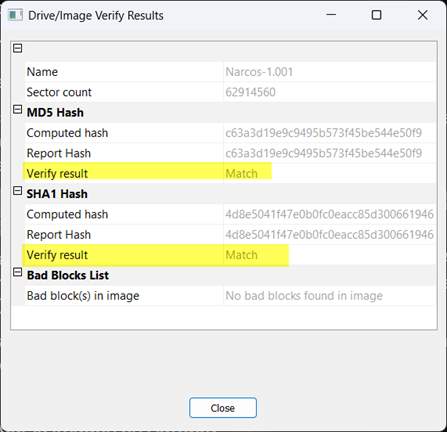 Drive/Image Verify Results
Name Narcos-1.001
Sector count 62914560
MD5 Hash
Computed hash c63a3d19e9c9495b573f45be544e50f9
Report Hash c63a3d19e9c9495b573f45be544e50f9
Verify result Match
SHA1 Hash
Computed hash 4d8e5041f47e0b0fc0eacc85d300661946
Report Hash 4d8e5041f47e0b0fc0eacc85d300661946
Verify result Match
Bad Blocks List
Bad block(s) in image No bad blocks found in image
Close